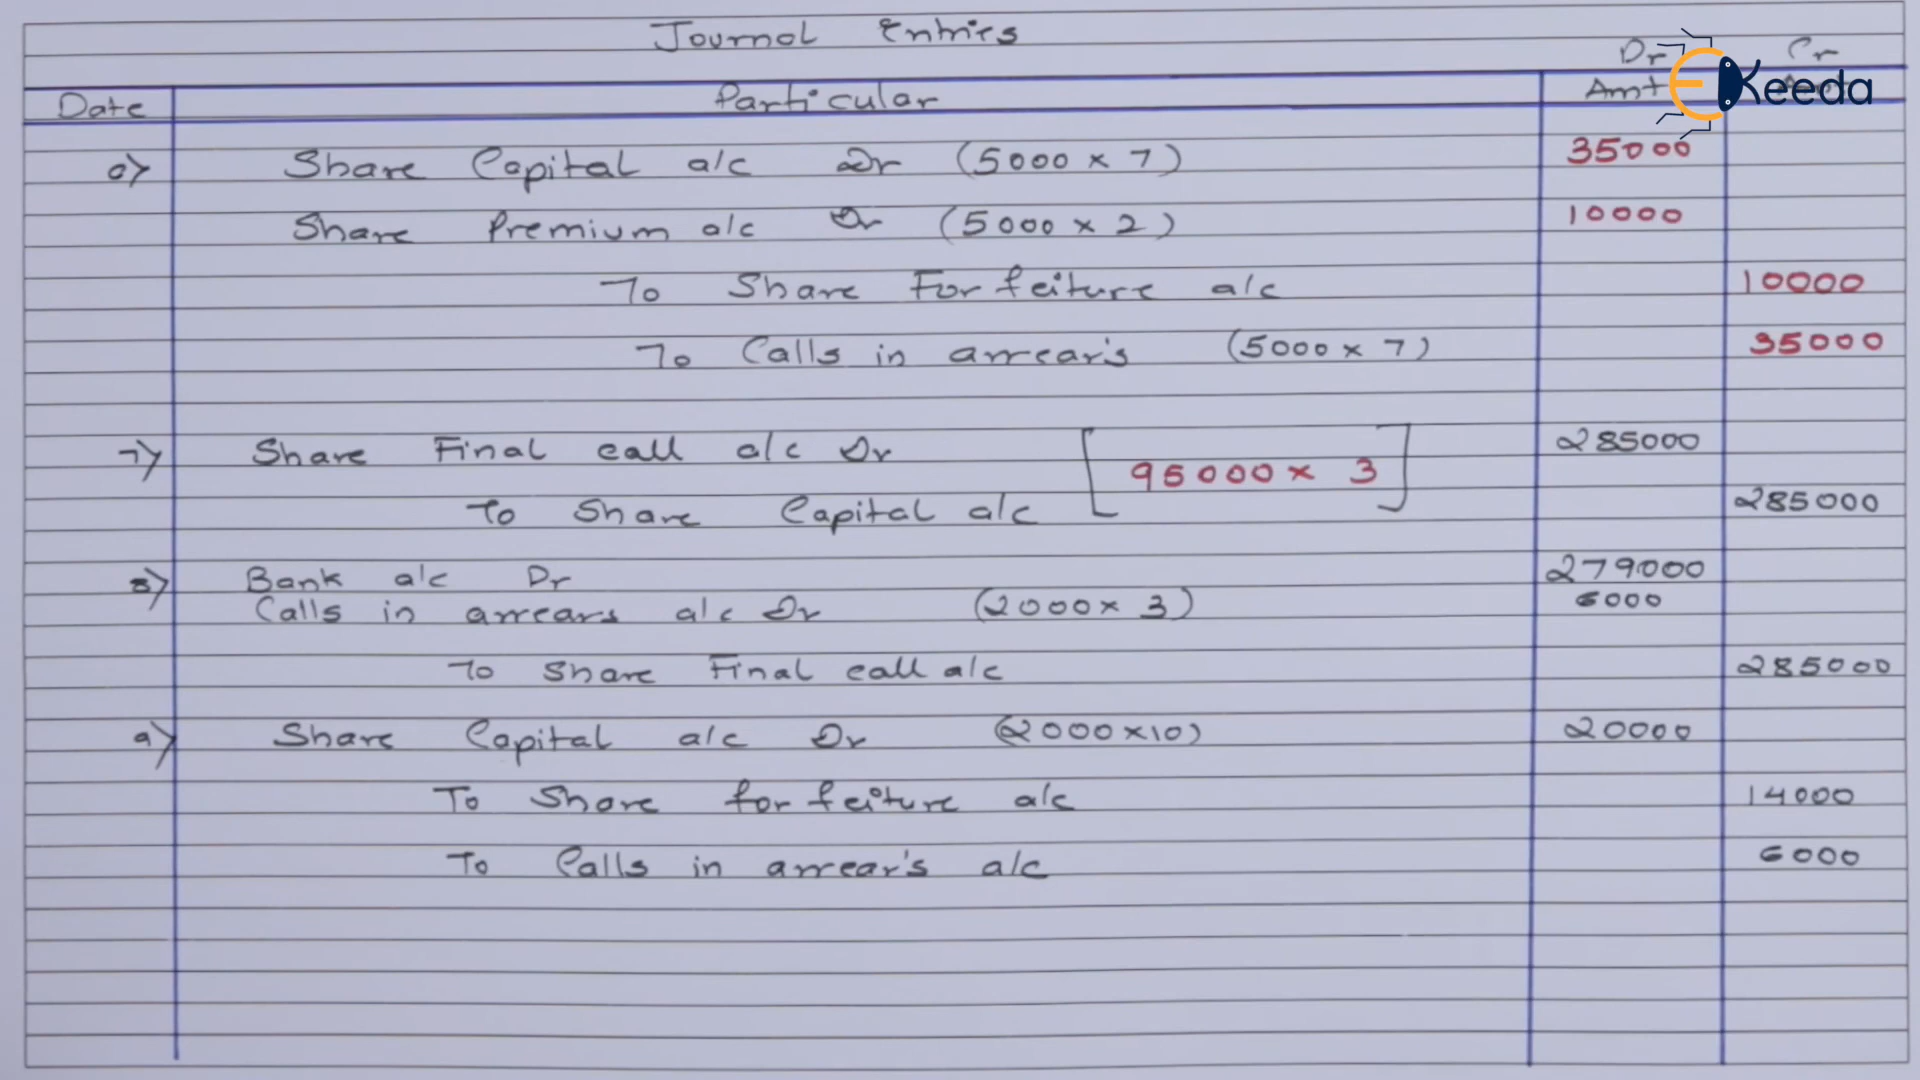 Journal Entries
Dr Cr
Date Particular Amt
EKeeda
6) Share Capital a/c Dr (5000 × 7) 35000
Share Premium a/c Dr (5000 × 2) 10000
To Share Forfeiture a/c 10000
To Calls in arrear's (5000 × 7) 35000
7) Share Final call a/c Dr [95000 × 3] 285000
To Share Capital a/c 285000
8) Bank a/c Dr 279000
Calls in arrears a/c Dr (2000 × 3) 6000
To Share Final call a/c 285000
9) Share Capital a/c Dr (2000×10) 20000
To Share forfeiture a/c 14000
To Calls in arrear's a/c 6000